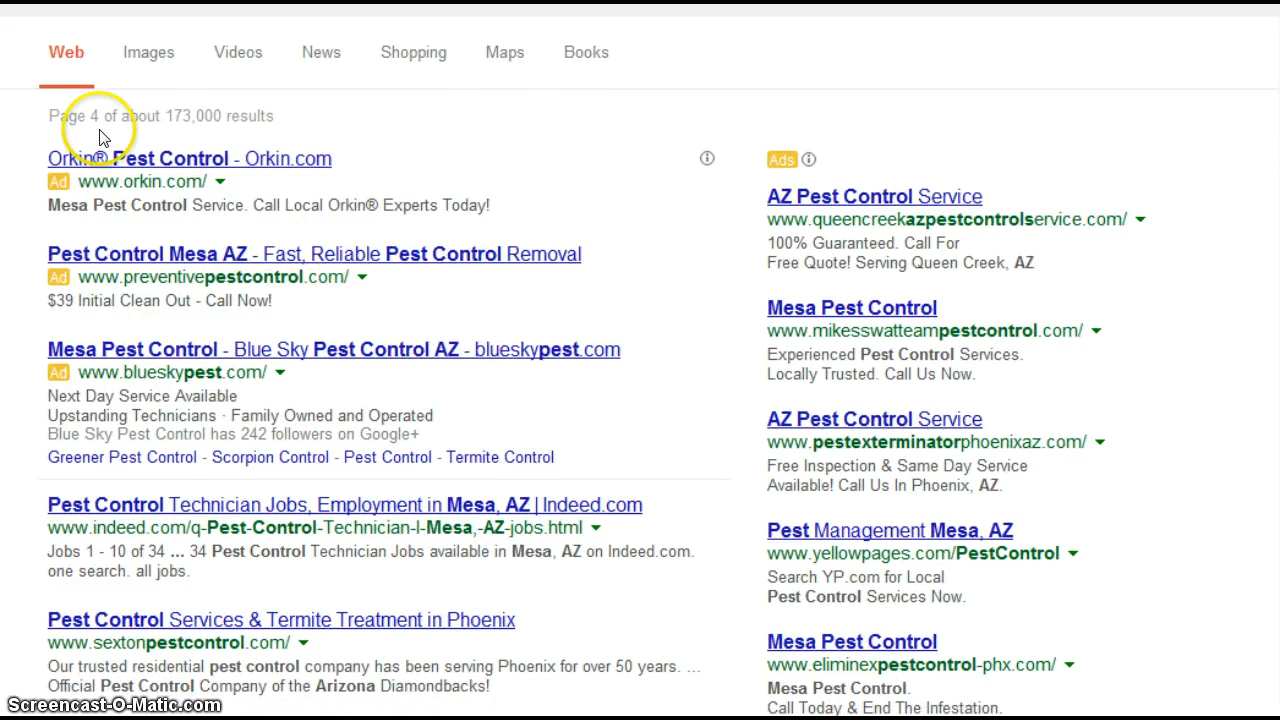 Web Images Videos News Shopping Maps Books
Page 4 of about 173,000 results
Orkin® Pest Control - Orkin.com
Ad www.orkin.com/
Mesa Pest Control Service. Call Local Orkin® Experts Today!
Pest Control Mesa AZ - Fast, Reliable Pest Control Removal
Ad www.preventivepestcontrol.com/
$39 Initial Clean Out - Call Now!
Mesa Pest Control - Blue Sky Pest Control AZ - blueskypest.com
Ad www.blueskypest.com/
Next Day Service Available
Upstanding Technicians · Family Owned and Operated
Blue Sky Pest Control has 242 followers on Google+
Greener Pest Control - Scorpion Control - Pest Control - Termite Control
Pest Control Technician Jobs, Employment in Mesa, AZ | Indeed.com
www.indeed.com/q-Pest-Control-Technician-l-Mesa,-AZ-jobs.html
Jobs 1 - 10 of 34 ... 34 Pest Control Technician Jobs available in Mesa, AZ on Indeed.com.
one search. all jobs.
Pest Control Services & Termite Treatment in Phoenix
www.sextonpestcontrol.com/
Our trusted residential pest control company has been serving Phoenix for over 50 years. ...
Official Pest Control Company of the Arizona Diamondbacks!
Ads
AZ Pest Control Service
www.queencreekazpestcontrolservice.com/
100% Guaranteed. Call For
Free Quote! Serving Queen Creek, AZ
Mesa Pest Control
www.mikesswatteampestcontrol.com/
Experienced Pest Control Services.
Locally Trusted. Call Us Now.
AZ Pest Control Service
www.pestexterminatorphoenixaz.com/
Free Inspection & Same Day Service
Available! Call Us In Phoenix, AZ.
Pest Management Mesa, AZ
www.yellowpages.com/PestControl
Search YP.com for Local
Pest Control Services Now.
Mesa Pest Control
www.eliminexpestcontrol-phx.com/
Mesa Pest Control.
Call Today & End The Infestation.
Screencast-O-Matic.com